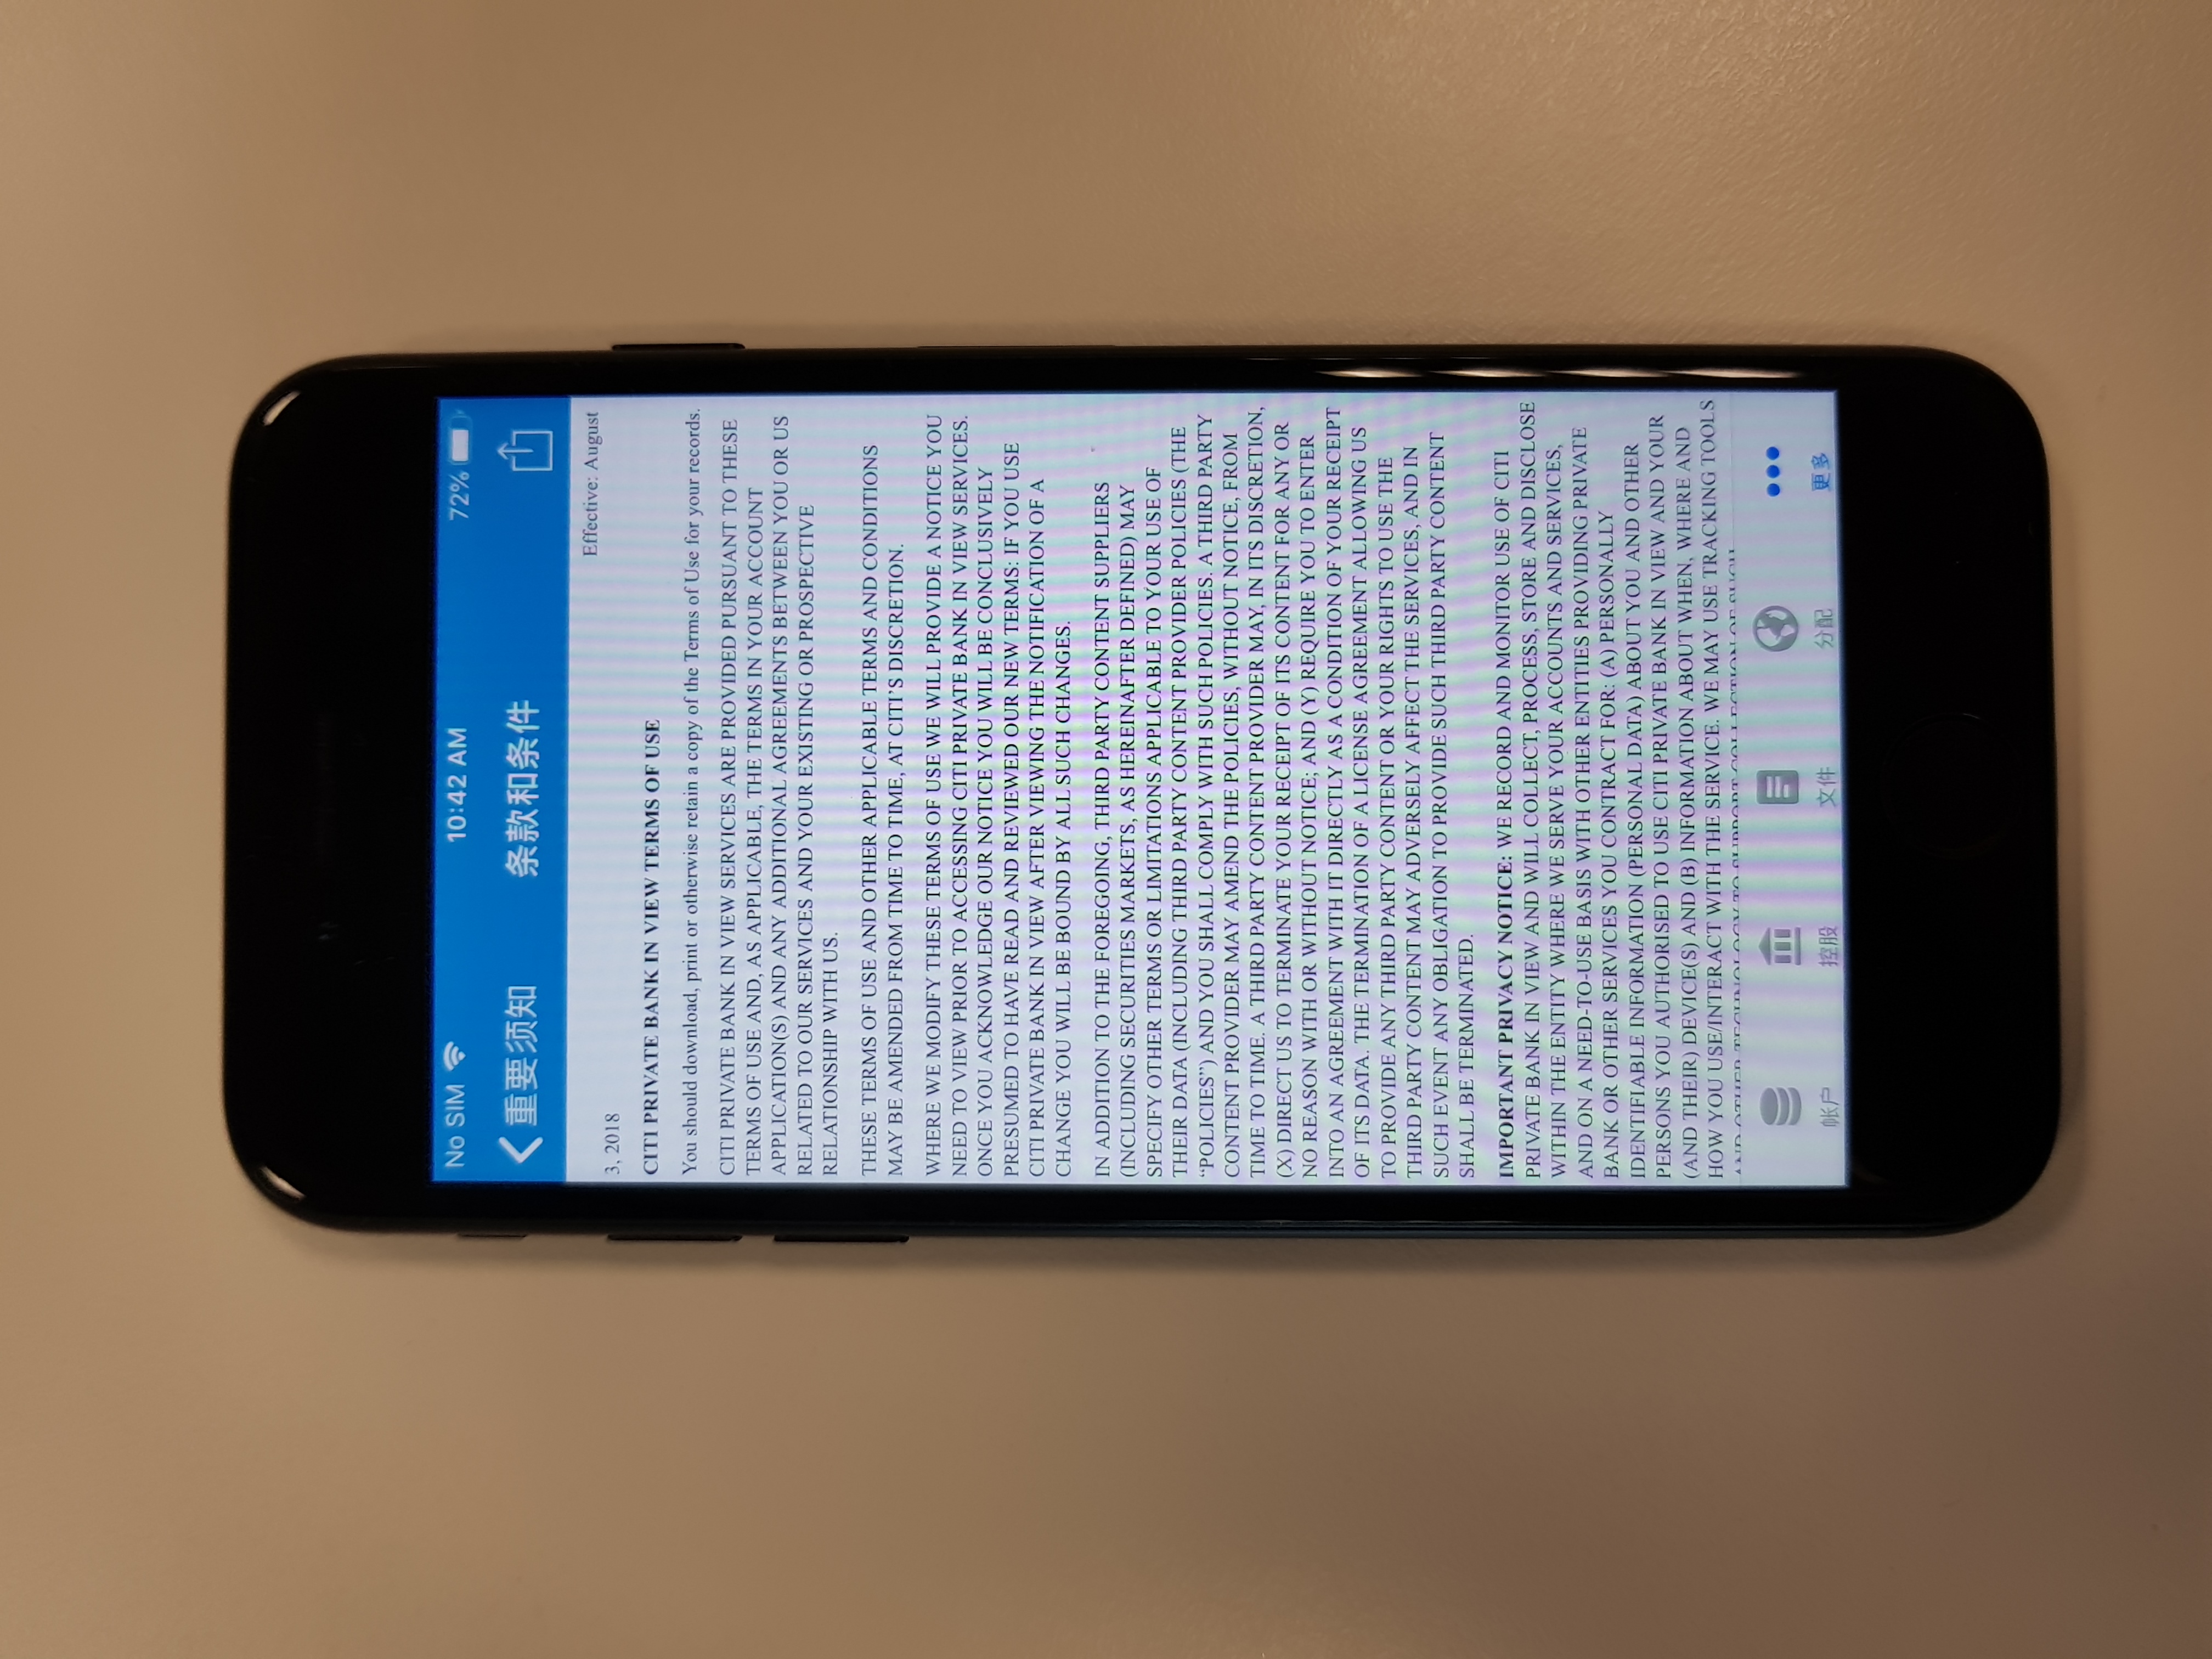 No SIM 10:42 AM 72%
重要须知 条款和条件
Effective: August
3, 2018
CITI PRIVATE BANK IN VIEW TERMS OF USE
You should download, print or otherwise retain a copy of the Terms of Use for your records.
CITI PRIVATE BANK IN VIEW SERVICES ARE PROVIDED PURSUANT TO THESE
TERMS OF USE AND, AS APPLICABLE, THE TERMS IN YOUR ACCOUNT
APPLICATION(S) AND ANY ADDITIONAL AGREEMENTS BETWEEN YOU OR US
RELATED TO OUR SERVICES AND YOUR EXISTING OR PROSPECTIVE
RELATIONSHIP WITH US.
THESE TERMS OF USE AND OTHER APPLICABLE TERMS AND CONDITIONS
MAY BE AMENDED FROM TIME TO TIME, AT CITI’S DISCRETION.
WHERE WE MODIFY THESE TERMS OF USE WE WILL PROVIDE A NOTICE YOU
NEED TO VIEW PRIOR TO ACCESSING CITI PRIVATE BANK IN VIEW SERVICES.
ONCE YOU ACKNOWLEDGE OUR NOTICE YOU WILL BE CONCLUSIVELY
PRESUMED TO HAVE READ AND REVIEWED OUR NEW TERMS: IF YOU USE
CITI PRIVATE BANK IN VIEW AFTER VIEWING THE NOTIFICATION OF A
CHANGE YOU WILL BE BOUND BY ALL SUCH CHANGES.
IN ADDITION TO THE FOREGOING, THIRD PARTY CONTENT SUPPLIERS
(INCLUDING SECURITIES MARKETS, AS HEREINAFTER DEFINED) MAY
SPECIFY OTHER TERMS OR LIMITATIONS APPLICABLE TO YOUR USE OF
THEIR DATA (INCLUDING THIRD PARTY CONTENT PROVIDER POLICIES (THE
“POLICIES”) AND YOU SHALL COMPLY WITH SUCH POLICIES. A THIRD PARTY
CONTENT PROVIDER MAY AMEND THE POLICIES, WITHOUT NOTICE, FROM
TIME TO TIME. A THIRD PARTY CONTENT PROVIDER MAY, IN ITS DISCRETION,
(X) DIRECT US TO TERMINATE YOUR RECEIPT OF ITS CONTENT FOR ANY OR
NO REASON WITH OR WITHOUT NOTICE; AND (Y) REQUIRE YOU TO ENTER
INTO AN AGREEMENT WITH IT DIRECTLY AS A CONDITION OF YOUR RECEIPT
OF ITS DATA. THE TERMINATION OF A LICENSE AGREEMENT ALLOWING US
TO PROVIDE ANY THIRD PARTY CONTENT OR YOUR RIGHTS TO USE THE
THIRD PARTY CONTENT MAY ADVERSELY AFFECT THE SERVICES, AND IN
SUCH EVENT ANY OBLIGATION TO PROVIDE SUCH THIRD PARTY CONTENT
SHALL BE TERMINATED.
IMPORTANT PRIVACY NOTICE: WE RECORD AND MONITOR USE OF CITI
PRIVATE BANK IN VIEW AND WILL COLLECT, PROCESS, STORE AND DISCLOSE
WITHIN THE ENTITY WHERE WE SERVE YOUR ACCOUNTS AND SERVICES,
AND ON A NEED-TO-USE BASIS WITH OTHER ENTITIES PROVIDING PRIVATE
BANK OR OTHER SERVICES YOU CONTRACT FOR: (A) PERSONALLY
IDENTIFIABLE INFORMATION (PERSONAL DATA) ABOUT YOU AND OTHER
PERSONS YOU AUTHORISED TO USE CITI PRIVATE BANK IN VIEW AND YOUR
(AND THEIR) DEVICE(S) AND (B) INFORMATION ABOUT WHEN, WHERE AND
HOW YOU USE/INTERACT WITH THE SERVICE. WE MAY USE TRACKING TOOLS
AND OTHER TECHNOLOGY TO SUPPORT COLLECTION OF SUCH
帐户 控股 文件 分配 更多